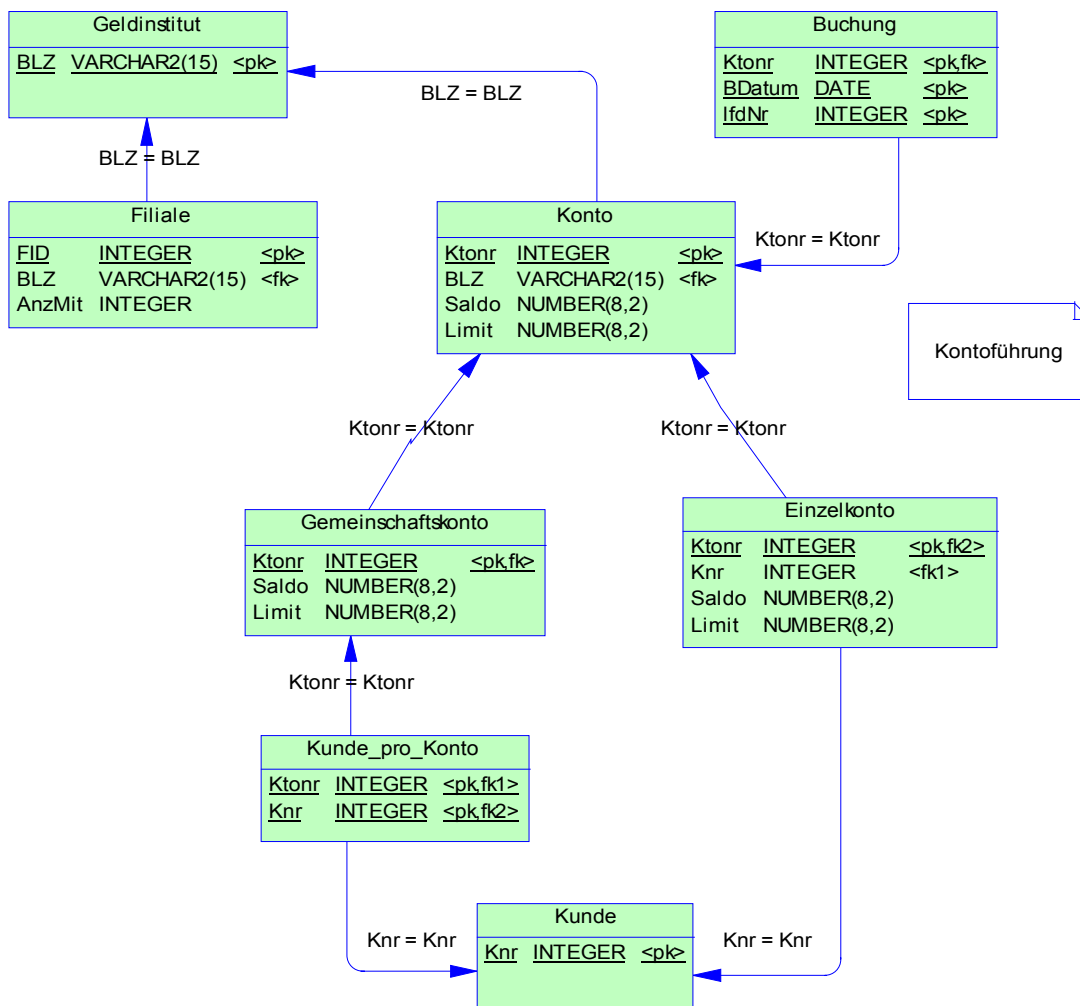 Geldinstitut
BLZ VARCHAR2(15) <pk>
Buchung
Ktonr INTEGER <pk,fk>
BDatum DATE <pk>
lfdNr INTEGER <pk>
BLZ = BLZ
BLZ = BLZ
Filiale
FID INTEGER <pk>
BLZ VARCHAR2(15) <fk>
AnzMit INTEGER
Konto
Ktonr INTEGER <pk>
BLZ VARCHAR2(15) <fk>
Saldo NUMBER(8,2)
Limit NUMBER(8,2)
Ktonr = Ktonr
Kontoführung
Ktonr = Ktonr
Ktonr = Ktonr
Gemeinschaftskonto
Ktonr INTEGER <pk,fk>
Saldo NUMBER(8,2)
Limit NUMBER(8,2)
Einzelkonto
Ktonr INTEGER <pk,fk2>
Knr INTEGER <fk1>
Saldo NUMBER(8,2)
Limit NUMBER(8,2)
Ktonr = Ktonr
Kunde_pro_Konto
Ktonr INTEGER <pk,fk1>
Knr INTEGER <pk,fk2>
Knr = Knr
Kunde
Knr INTEGER <pk>
Knr = Knr